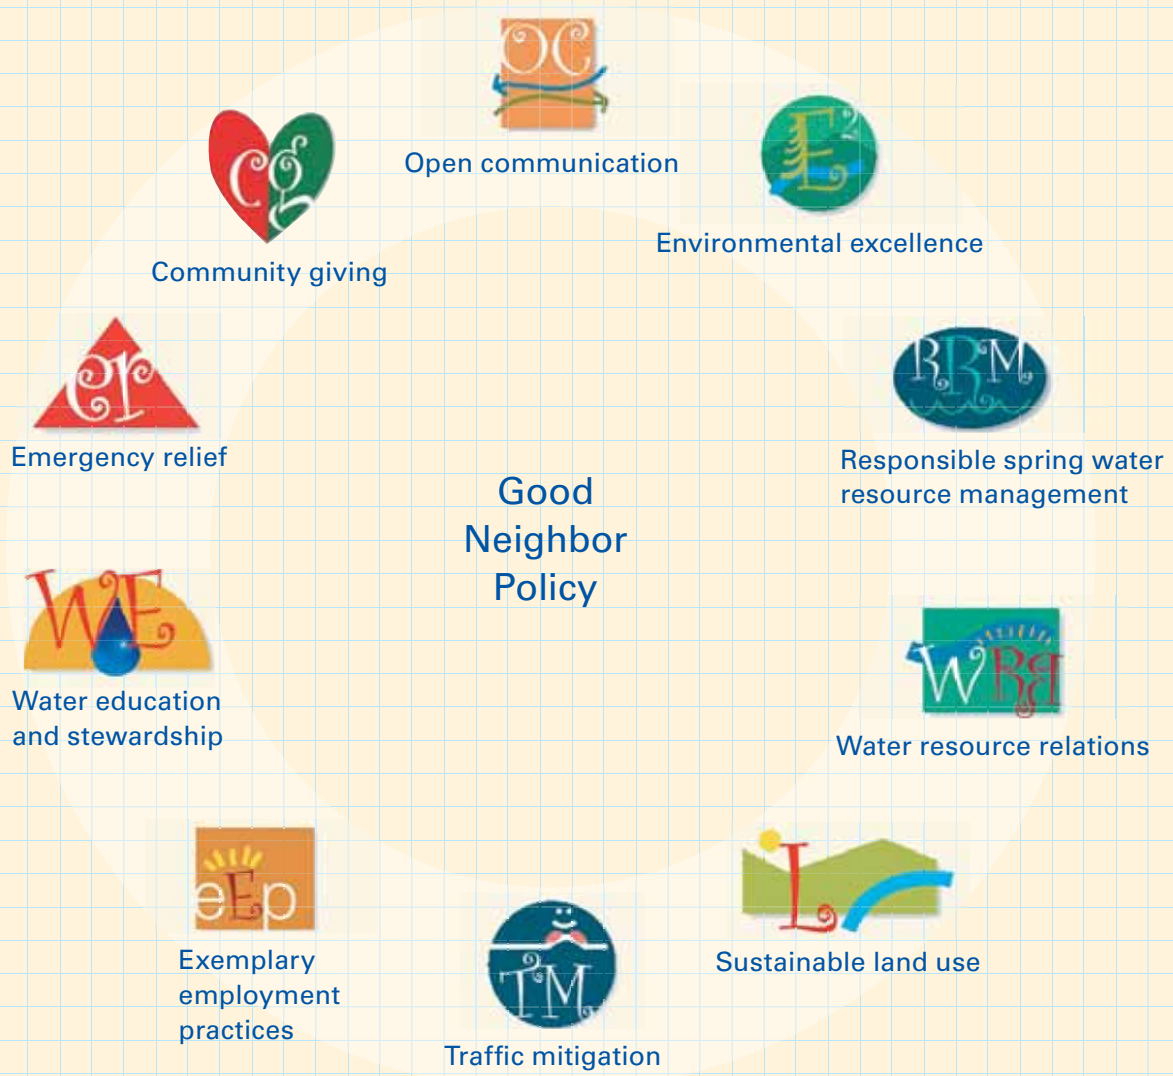 OC
Open communication
E2
Environmental excellence
cg
Community giving
er
Emergency relief
RRM
Responsible spring water
resource management
Good
Neighbor
Policy
WE
Water education
and stewardship
WRR
Water resource relations
eEp
Exemplary
employment
practices
L
Sustainable land use
TM
Traffic mitigation